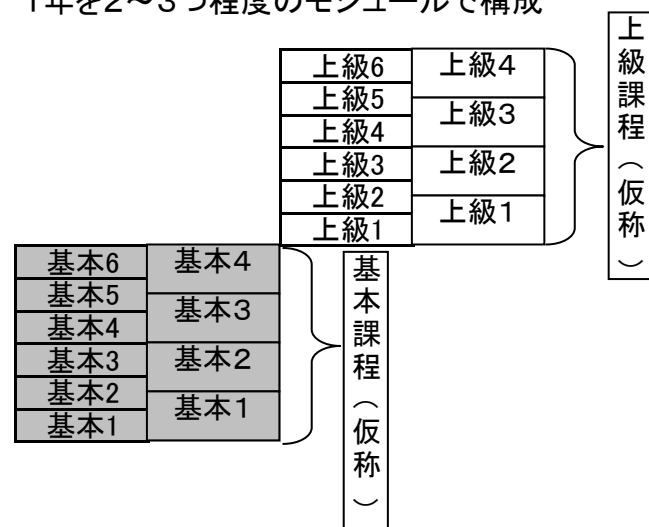 1年を2～3つ程度のモジュールで構成
上級6
上級5
上級4
上級3
上級2
上級1
上級4
上級3
上級2
上級1
上級課程（仮称）
基本6
基本5
基本4
基本3
基本2
基本1
基本4
基本3
基本2
基本1
基本課程（仮称）